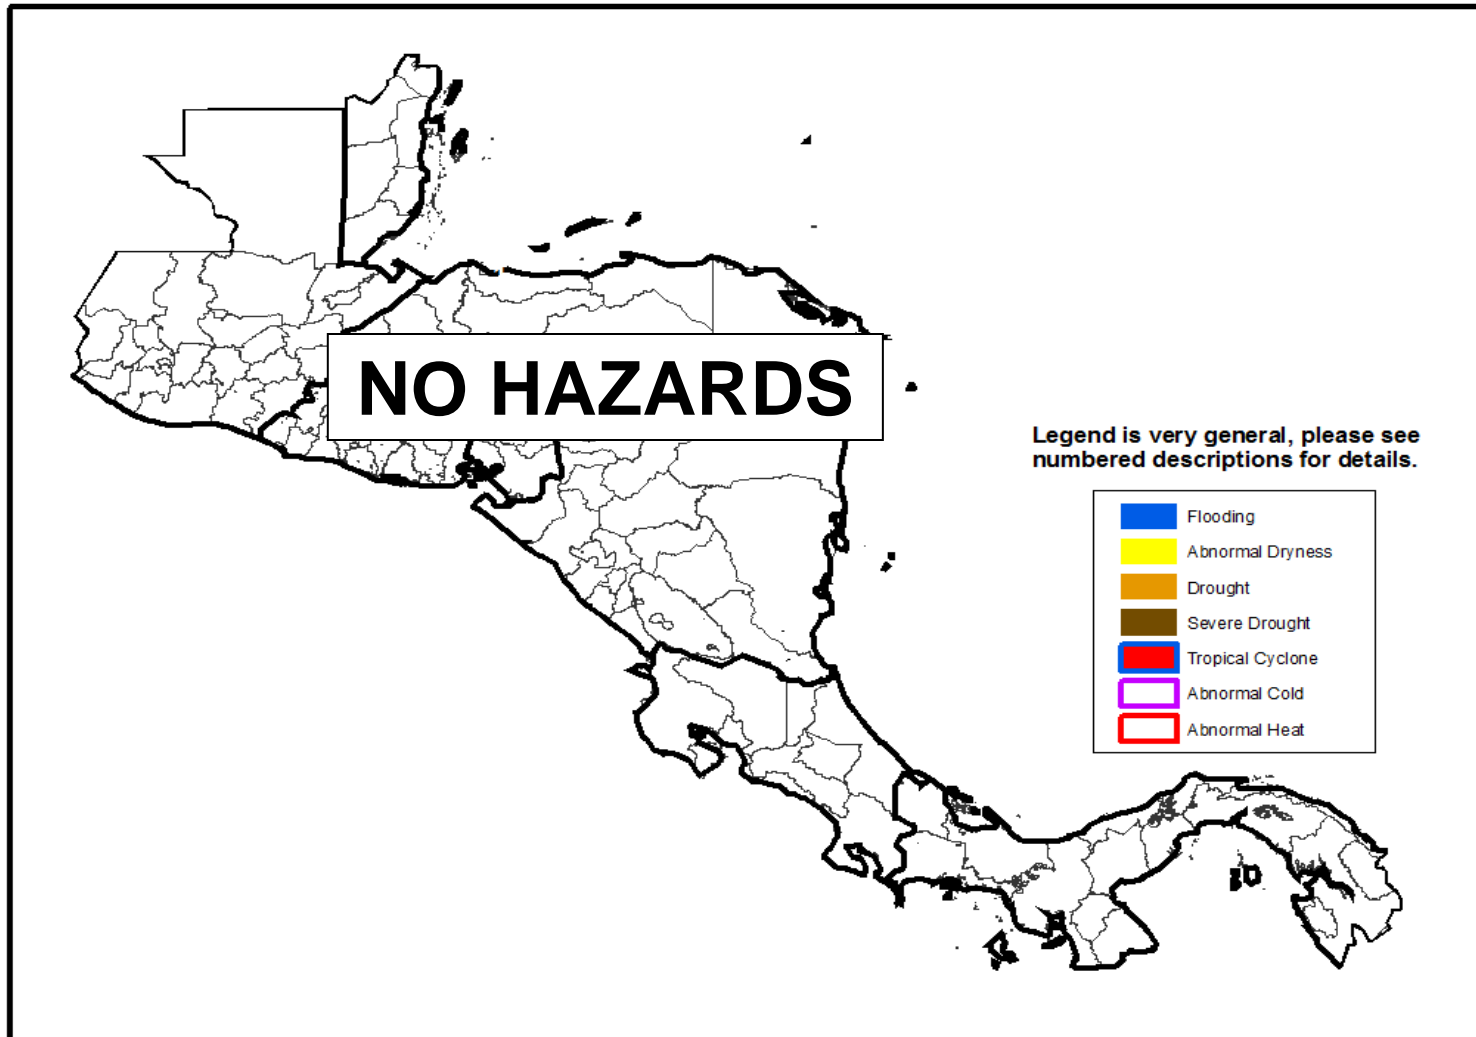 NO HAZARDS
Legend is very general, please see
numbered descriptions for details.
Flooding
Abnormal Dryness
Drought
Severe Drought
Tropical Cyclone
Abnormal Cold
Abnormal Heat